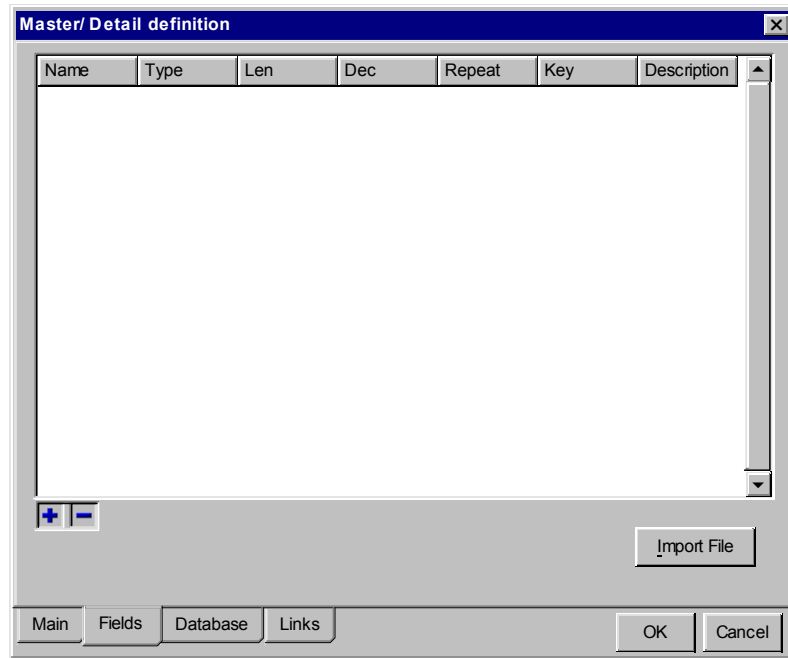 Master/ Detail definition
Name Type Len Dec Repeat Key Description
Import File
Main Fields Database Links
OK Cancel